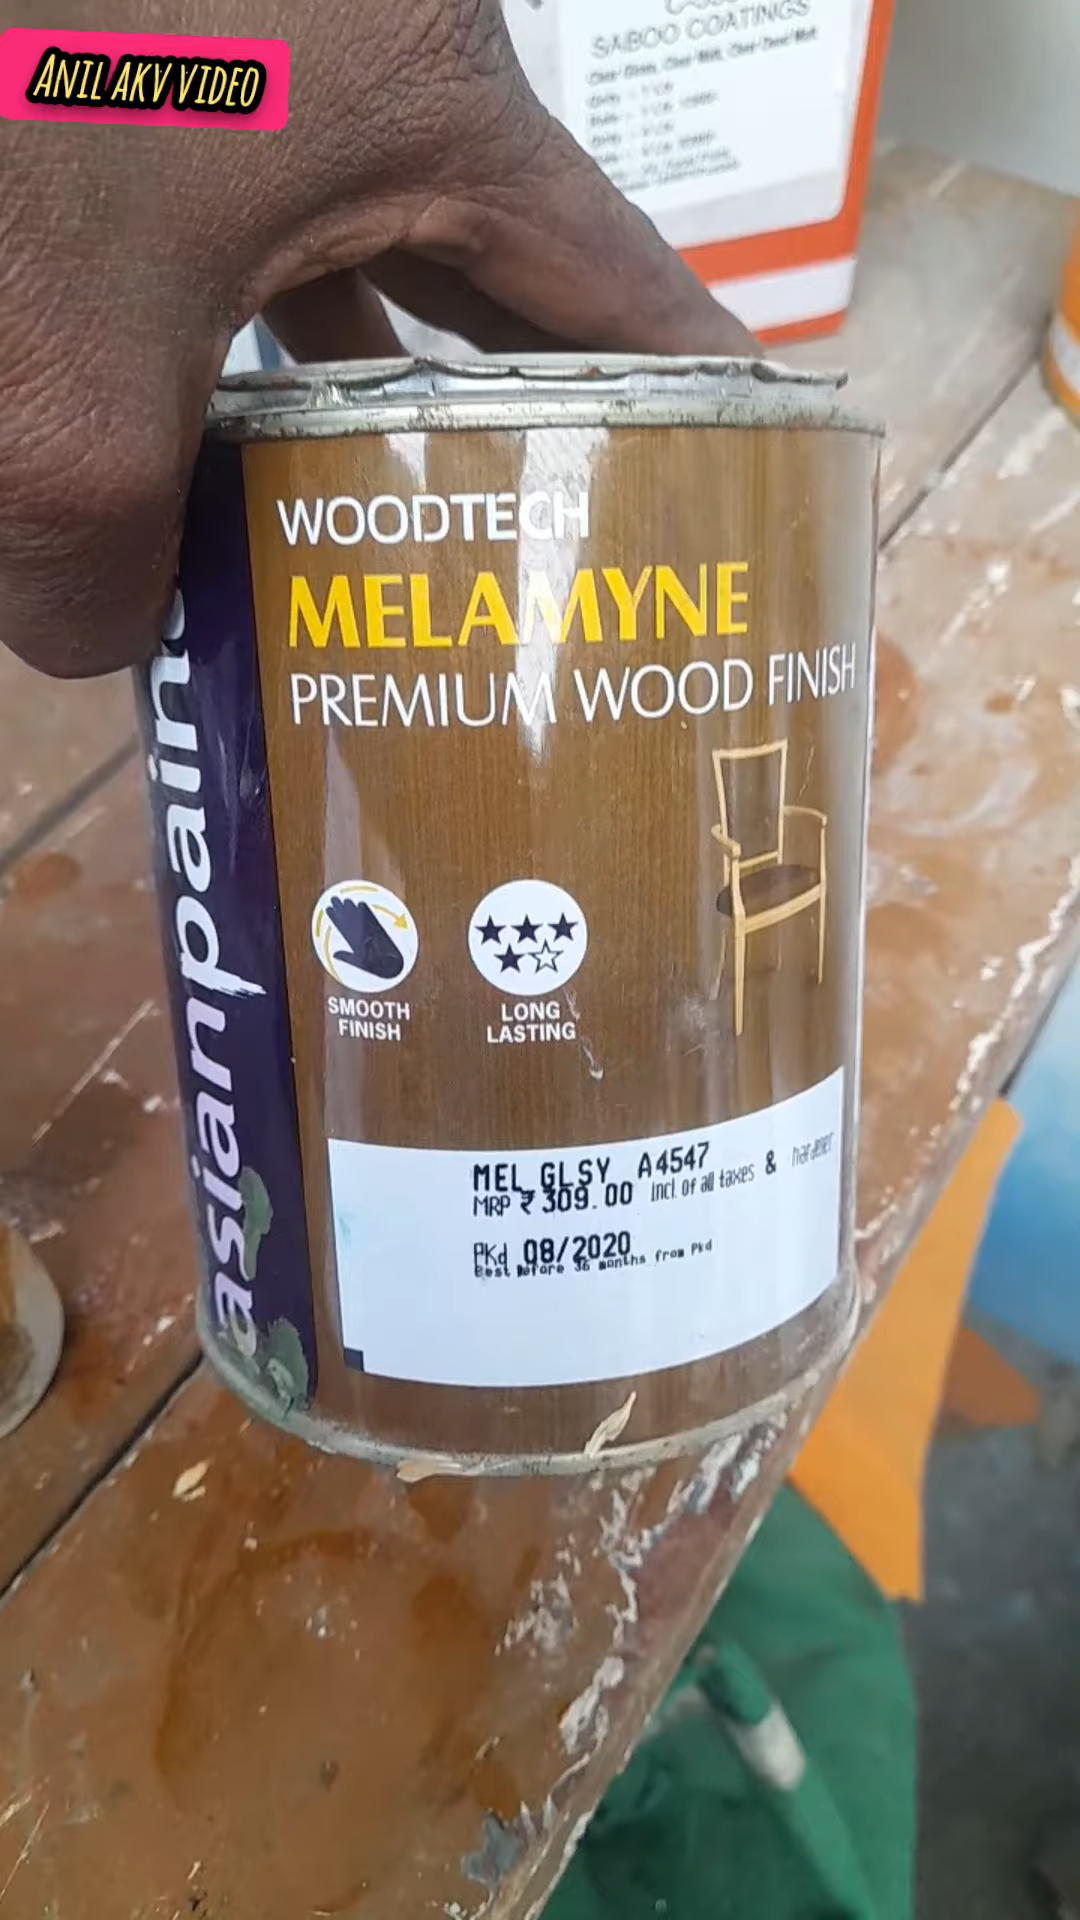 ANIL AKV VIDEO
SABOO COATINGS
WOODTECH
MELAMYNE
PREMIUM WOOD FINISH
asianpaints
SMOOTH
FINISH
LONG
LASTING
MEL GLSY A4547
MRP ₹ 309.00 incl. of all taxes &
Pkd 08/2020
Best Before 36 months from Pkd